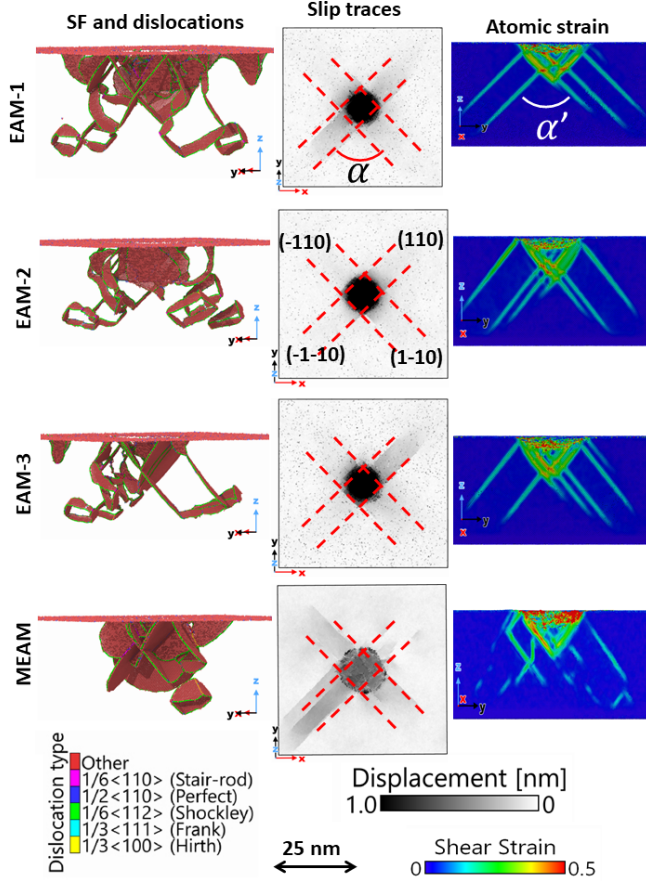 SF and dislocations
Slip traces
Atomic strain
EAM-1
z
y x
y
z
x
α
z
x y
α’
EAM-2
z
y x
(-110)
(110)
(-1-10)
(1-10)
y
z
x
z
x y
EAM-3
z
y x
y
z
x
z
x y
MEAM
z
y x
y
z
x
z
x y
Dislocation type
Other
1/6<110> (Stair-rod)
1/2<110> (Perfect)
1/6<112> (Shockley)
1/3<111> (Frank)
1/3<100> (Hirth)
Displacement [nm]
1.0 0
25 nm
Shear Strain
0 0.5